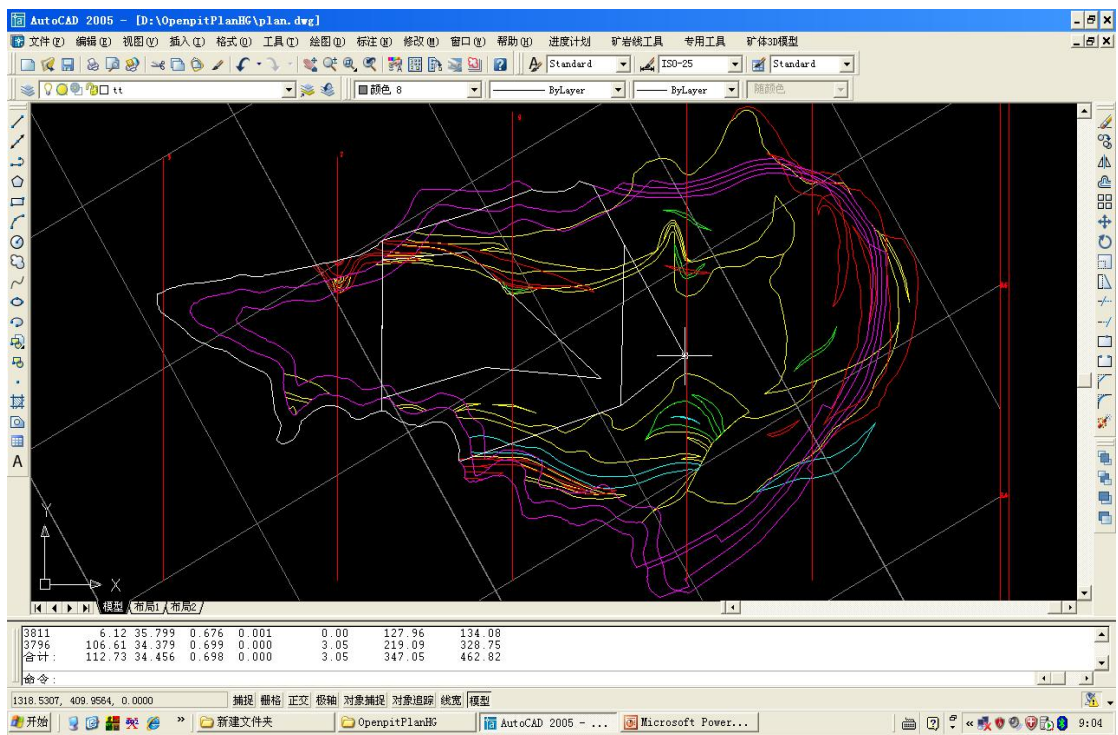 AutoCAD 2005 - [D:\OpenpitPlanHG\plan.dwg]
文件(F) 编辑(E) 视图(V) 插入(I) 格式(O) 工具(T) 绘图(D) 标注(N) 修改(M) 窗口(W) 帮助(H) 进度计划 矿岩线工具 专用工具 矿体3D模型
Standard ISO-25 Standard
tt 颜色 8 ByLayer ByLayer 随颜色
5 7
Y
X
模型 布局1 布局2
3811 6.12 35.799 0.676 0.001 0.00 127.96 134.08
3796 106.61 34.379 0.699 0.000 3.05 219.09 328.75
合计: 112.73 34.456 0.698 0.000 3.05 347.05 462.82
命令:
1318.5307, 409.9564, 0.0000 捕捉 栅格 正交 极轴 对象捕捉 对象追踪 线宽 模型
开始 » 新建文件夹 OpenpitPlanHG AutoCAD 2005 - ... Microsoft Power... « 9:04